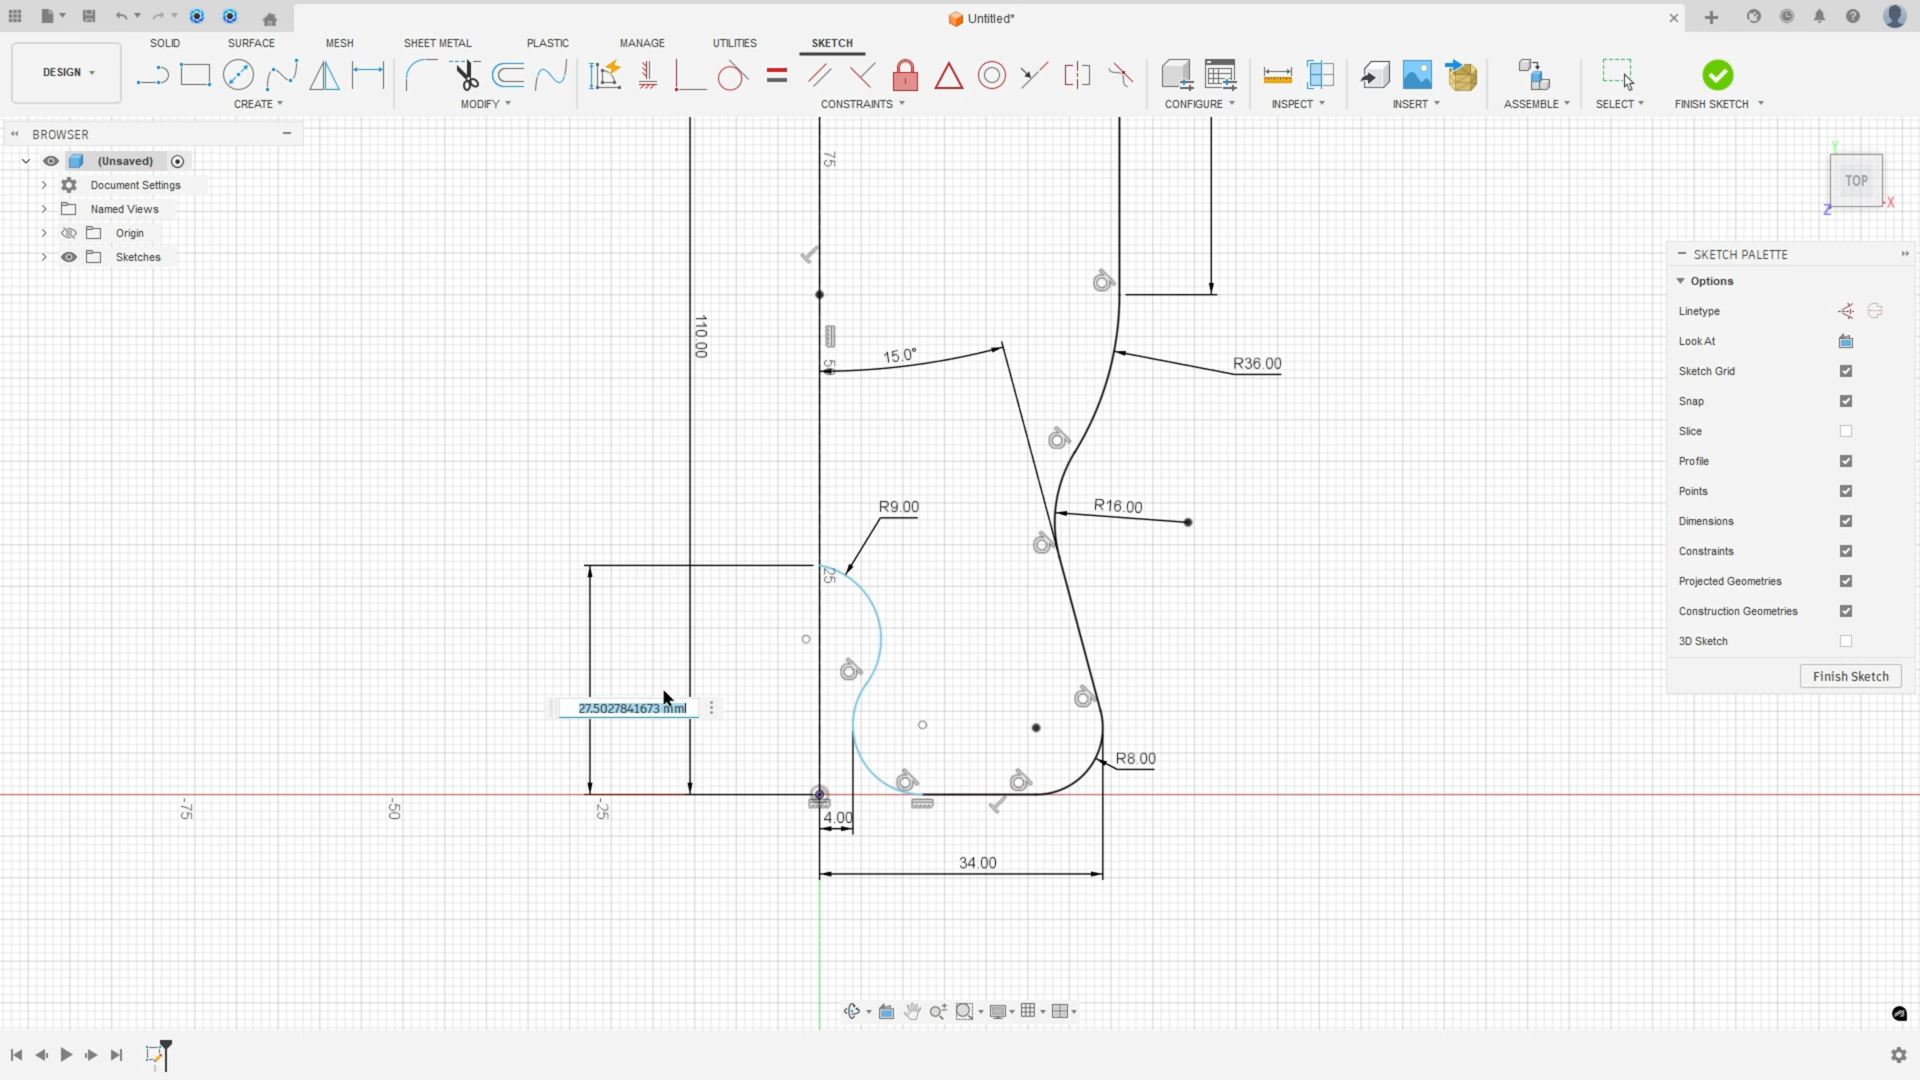 Untitled*
SOLID SURFACE MESH SHEET METAL PLASTIC MANAGE UTILITIES SKETCH
DESIGN
CREATE MODIFY CONSTRAINTS CONFIGURE INSPECT INSERT ASSEMBLE SELECT FINISH SKETCH
BROWSER
(Unsaved)
Document Settings
Named Views
Origin
Sketches
TOP
Y
X
Z
SKETCH PALETTE
Options
Linetype
Look At
Sketch Grid
Snap
Slice
Profile
Points
Dimensions
Constraints
Projected Geometries
Construction Geometries
3D Sketch
Finish Sketch
75
110.00
15.0°
R36.00
R9.00
R16.00
25
27.5027841673 mm
R8.00
-75
-50
-25
4.00
34.00